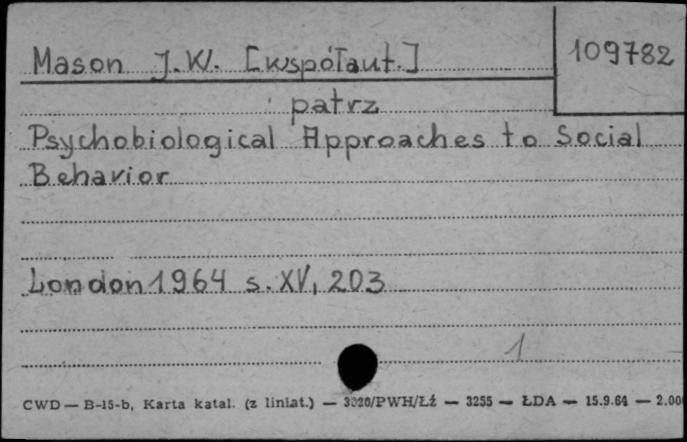 Mason J.W. [współaut.] 109782
patrz
Psychobiological Approaches to Social
Behavior
London 1964 s. XV, 203
1
CWD — B-15-b, Karta katal. (z liniat.) — 3020/PWH/Łź — 3255 — ŁDA — 15.9.64 — 2.00